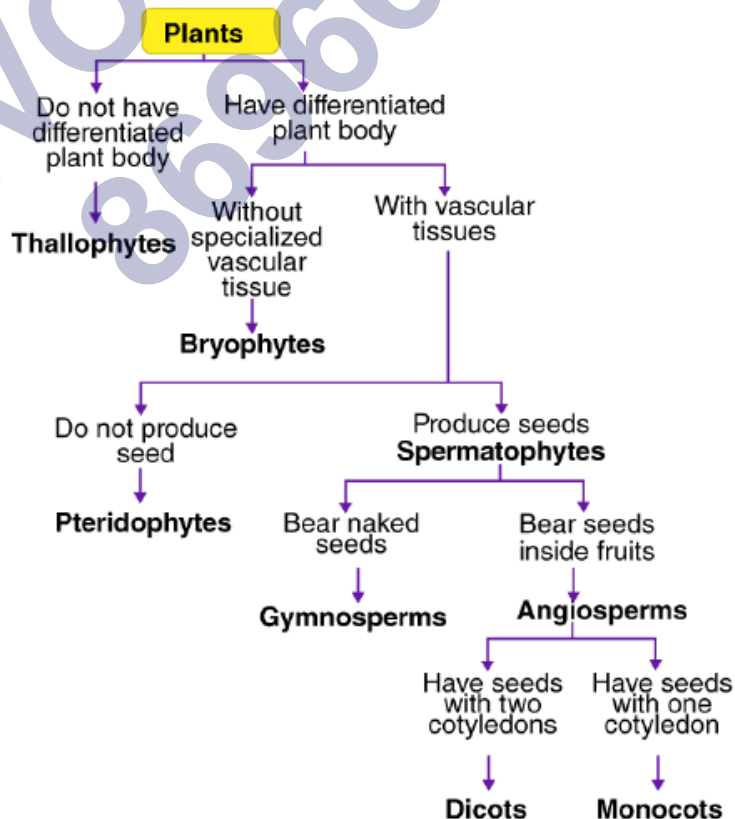 Plants
Do not have
differentiated
plant body
Have differentiated
plant body
Thallophytes
Without
specialized
vascular
tissue
With vascular
tissues
Bryophytes
Do not produce
seed
Produce seeds
Spermatophytes
Pteridophytes
Bear naked
seeds
Bear seeds
inside fruits
Gymnosperms
Angiosperms
Have seeds
with two
cotyledons
Have seeds
with one
cotyledon
Dicots
Monocots